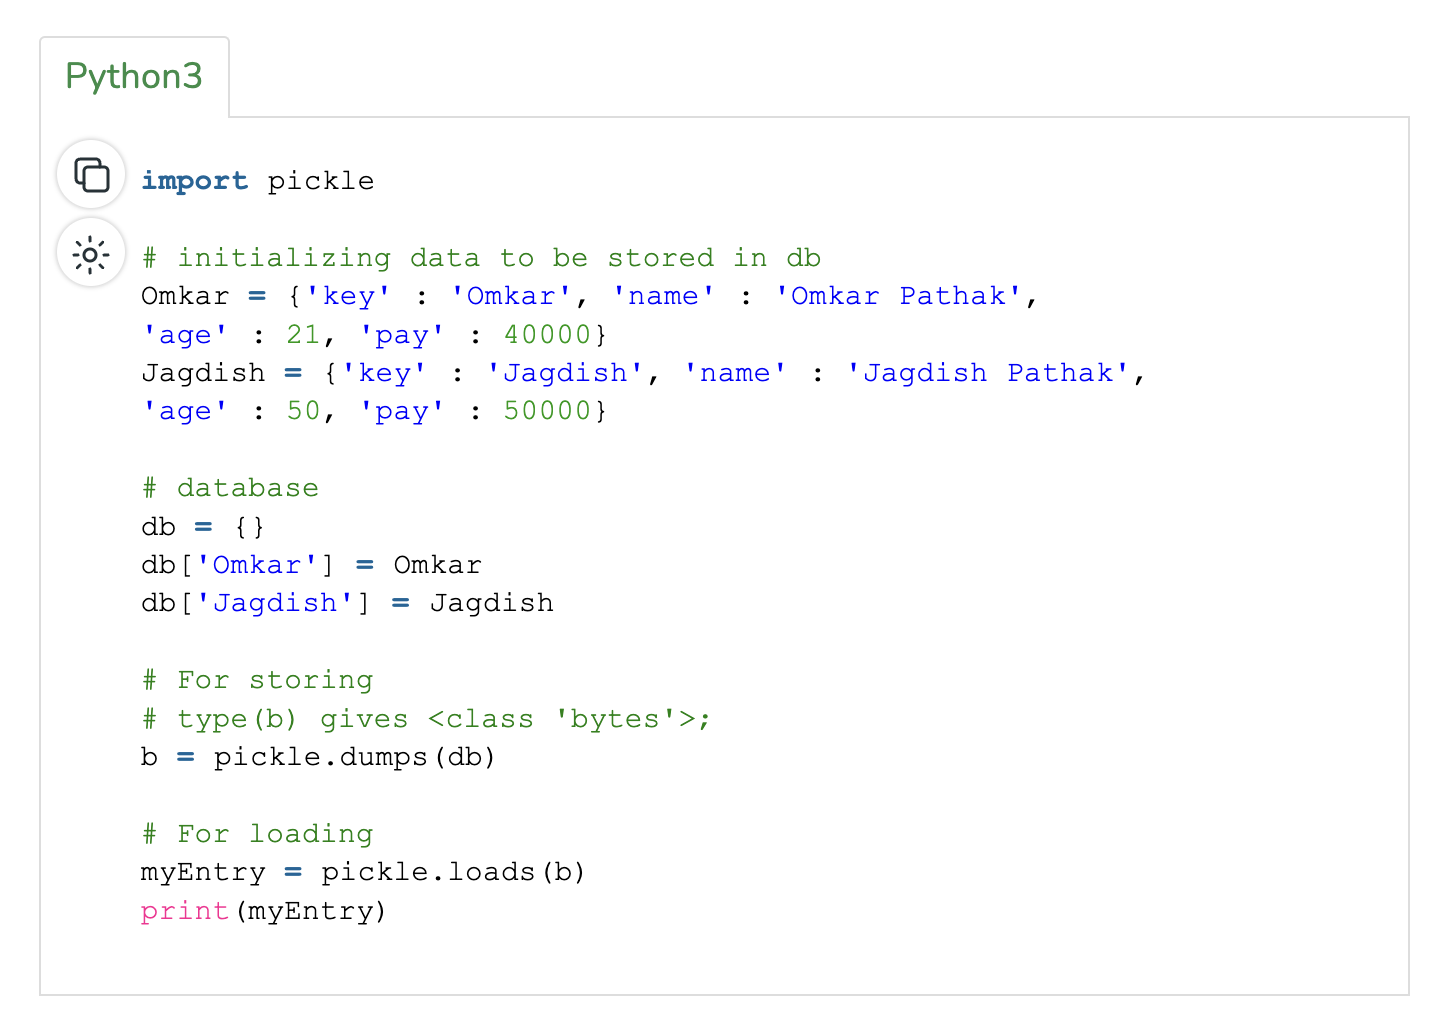 Python3
import pickle
# initializing data to be stored in db
Omkar = {'key' : 'Omkar', 'name' : 'Omkar Pathak',
'age' : 21, 'pay' : 40000}
Jagdish = {'key' : 'Jagdish', 'name' : 'Jagdish Pathak',
'age' : 50, 'pay' : 50000}
# database
db = {}
db['Omkar'] = Omkar
db['Jagdish'] = Jagdish
# For storing
# type(b) gives <class 'bytes'>;
b = pickle.dumps(db)
# For loading
myEntry = pickle.loads(b)
print(myEntry)